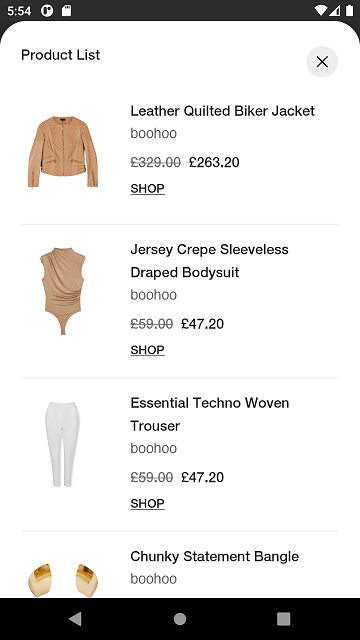 5:54
Product List
Leather Quilted Biker Jacket
boohoo
£329.00 £263.20
SHOP
Jersey Crepe Sleeveless
Draped Bodysuit
boohoo
£59.00 £47.20
SHOP
Essential Techno Woven
Trouser
boohoo
£59.00 £47.20
SHOP
Chunky Statement Bangle
boohoo